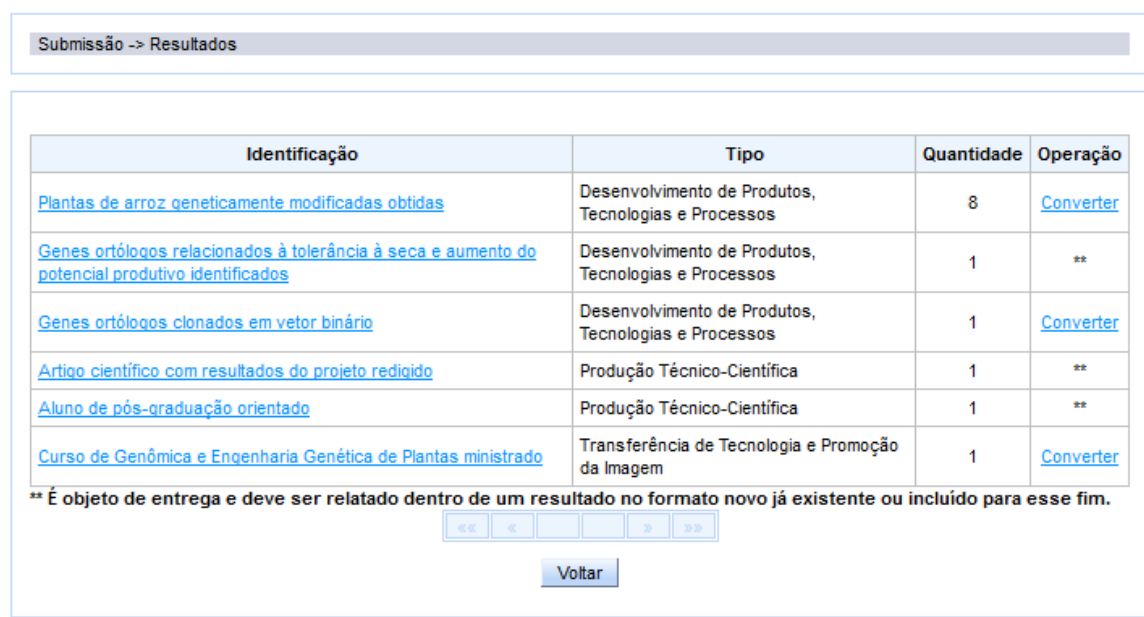 Submissão -> Resultados
Identificação Tipo Quantidade Operação
Plantas de arroz geneticamente modificadas obtidas
Desenvolvimento de Produtos,
Tecnologias e Processos
8
Converter
Genes ortólogos relacionados à tolerância à seca e aumento do
potencial produtivo identificados
Desenvolvimento de Produtos,
Tecnologias e Processos
1
**
Genes ortólogos clonados em vetor binário
Desenvolvimento de Produtos,
Tecnologias e Processos
1
Converter
Artigo científico com resultados do projeto redigido
Produção Técnico-Científica
1
**
Aluno de pós-graduação orientado
Produção Técnico-Científica
1
**
Curso de Genômica e Engenharia Genética de Plantas ministrado
Transferência de Tecnologia e Promoção
da Imagem
1
Converter
** É objeto de entrega e deve ser relatado dentro de um resultado no formato novo já existente ou incluído para esse fim.
«« « » »»
Voltar